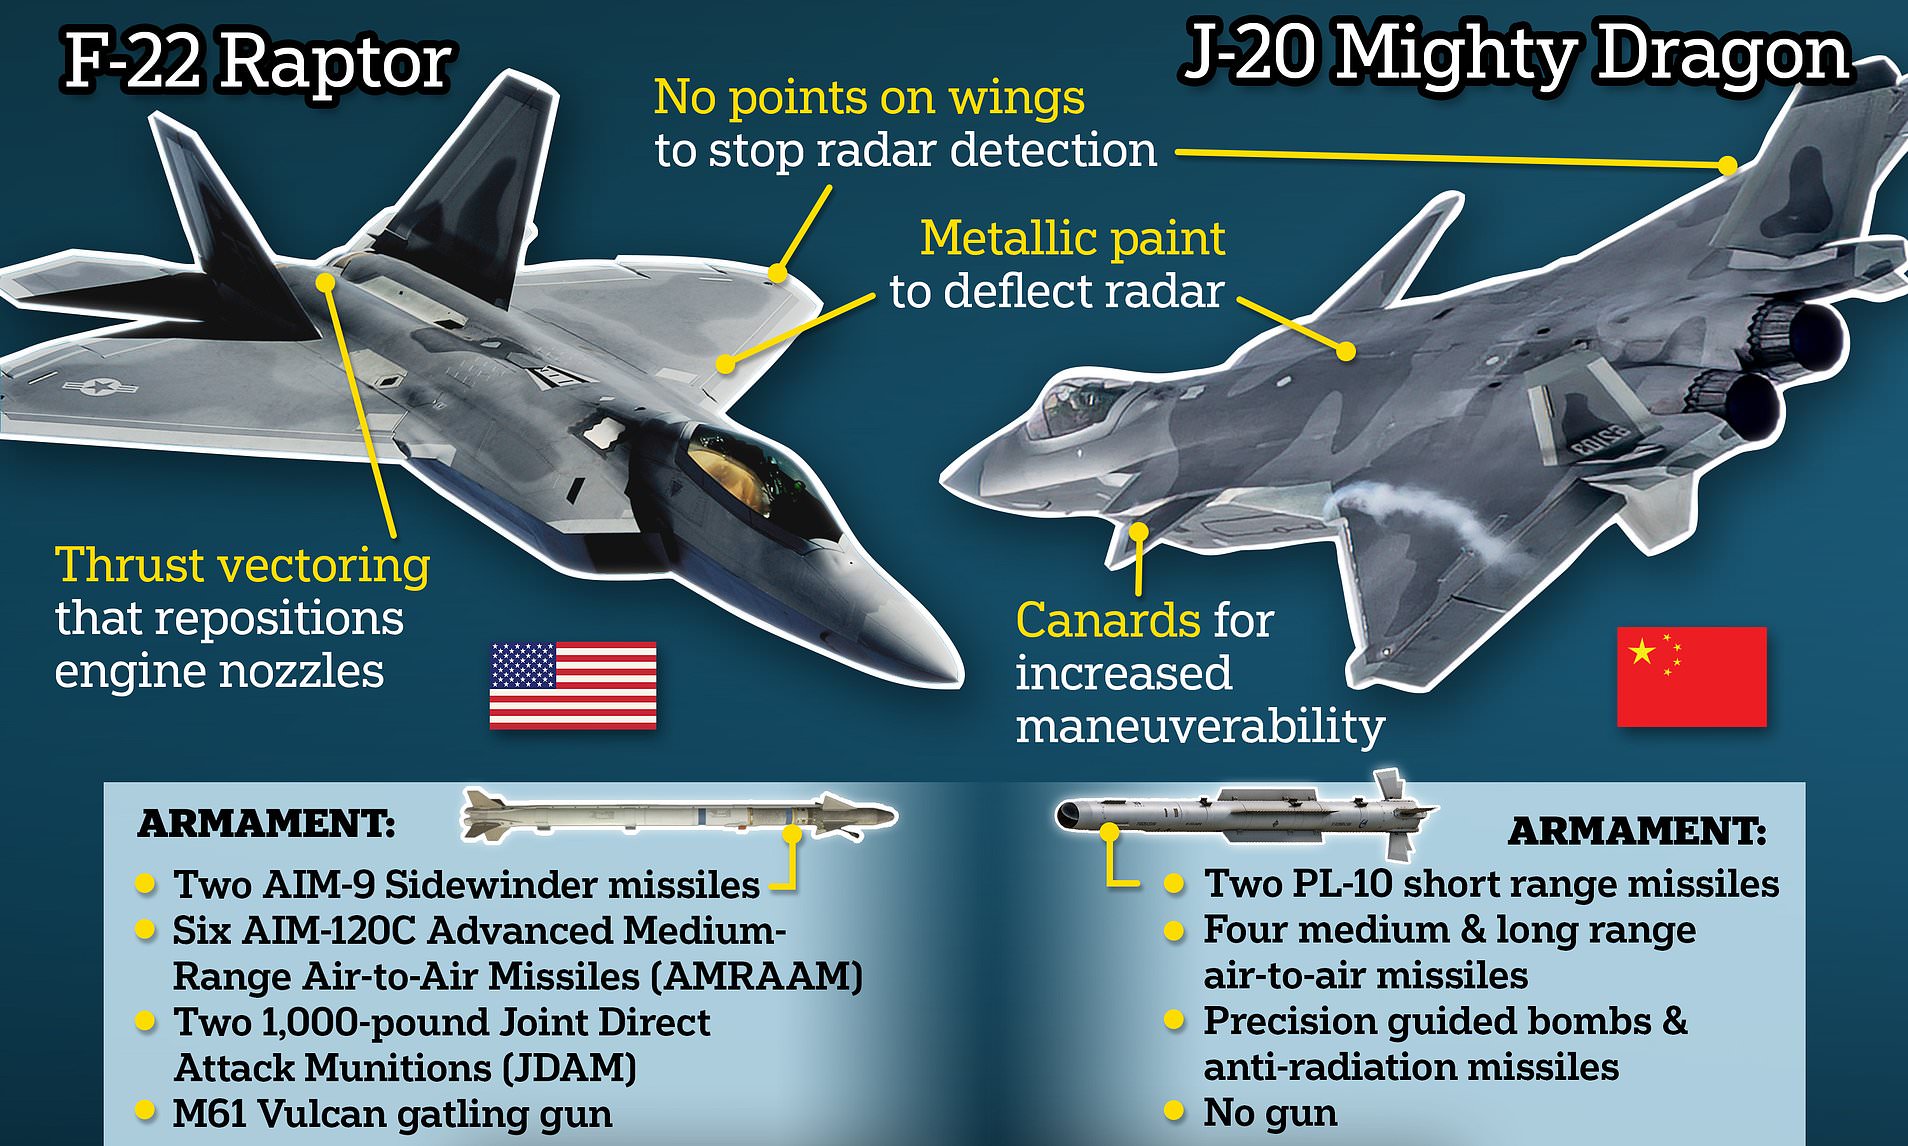 F-22 Raptor
J-20 Mighty Dragon
No points on wings
to stop radar detection
Metallic paint
to deflect radar
Thrust vectoring
that repositions
engine nozzles
Canards for
increased
maneuverability
ARMAMENT:
Two AIM-9 Sidewinder missiles
Six AIM-120C Advanced Medium-
Range Air-to-Air Missiles (AMRAAM)
Two 1,000-pound Joint Direct
Attack Munitions (JDAM)
M61 Vulcan gatling gun
ARMAMENT:
Two PL-10 short range missiles
Four medium & long range
air-to-air missiles
Precision guided bombs &
anti-radiation missiles
No gun